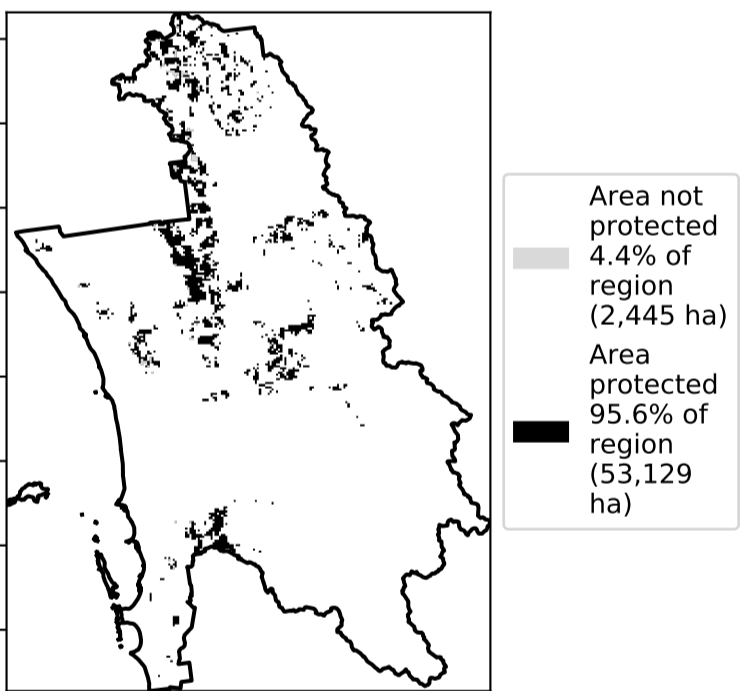 Area not
protected
4.4% of
region
(2,445 ha)
Area
protected
95.6% of
region
(53,129
ha)